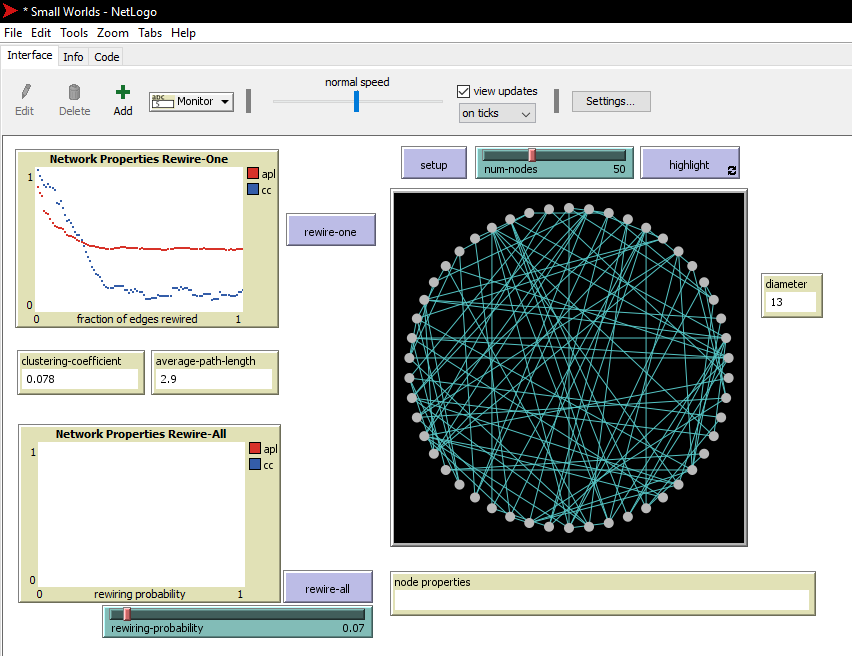 * Small Worlds - NetLogo
File Edit Tools Zoom Tabs Help
Interface Info Code
normal speed
view updates
on ticks
Edit Delete Add
abc
5
Monitor
Settings...
Network Properties Rewire-One
1
0
0
fraction of edges rewired
1
apl
cc
setup
num-nodes 50
highlight
rewire-one
diameter
13
clustering-coefficient
0.078
average-path-length
2.9
Network Properties Rewire-All
1
0
0
rewiring probability
1
apl
cc
rewire-all
node properties
rewiring-probability 0.07